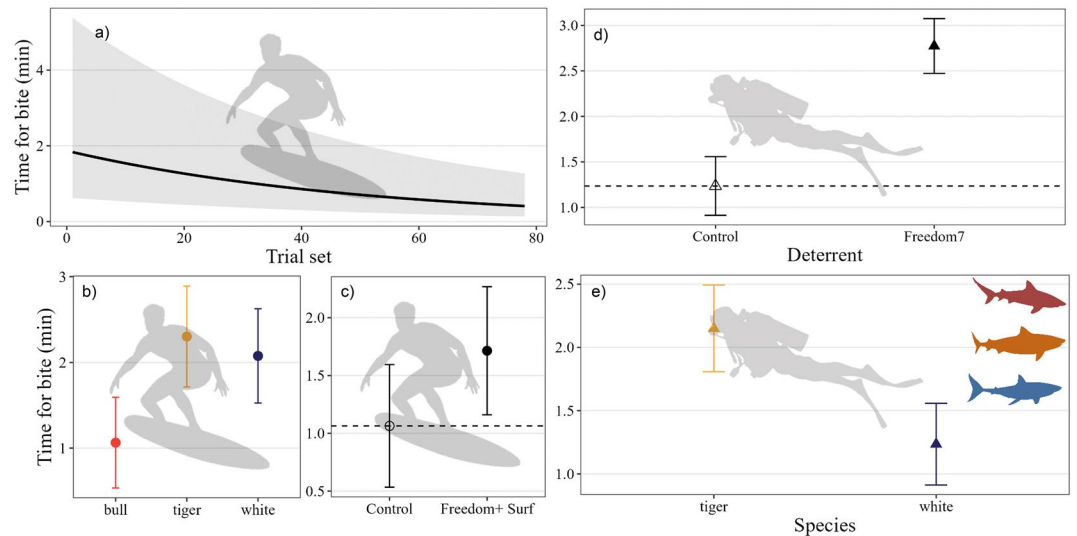 a)
Time for bite (min)
4
2
0
0
20
40
60
80
Trial set
d)
3.0
2.5
2.0
1.5
1.0
Control
Freedom7
Deterrent
b)
Time for bite (min)
3
2
1
bull
tiger
white
c)
2.0
1.5
1.0
0.5
Control
Freedom+ Surf
e)
2.5
2.0
1.5
1.0
tiger
white
Species